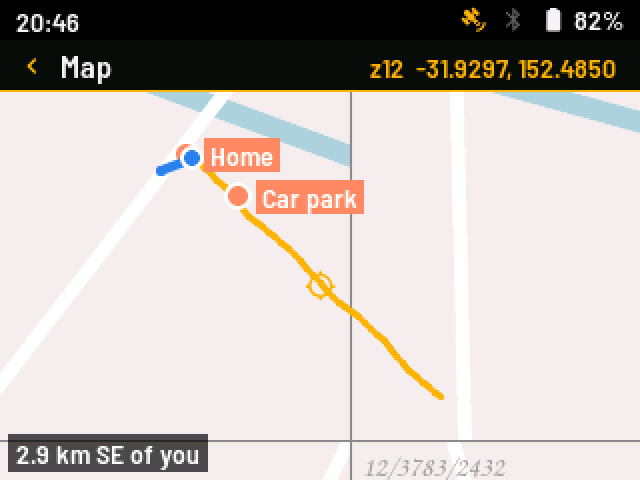 20:46
82%
Map
z12 -31.9297, 152.4850
Home
Car park
2.9 km SE of you
12/3783/2432